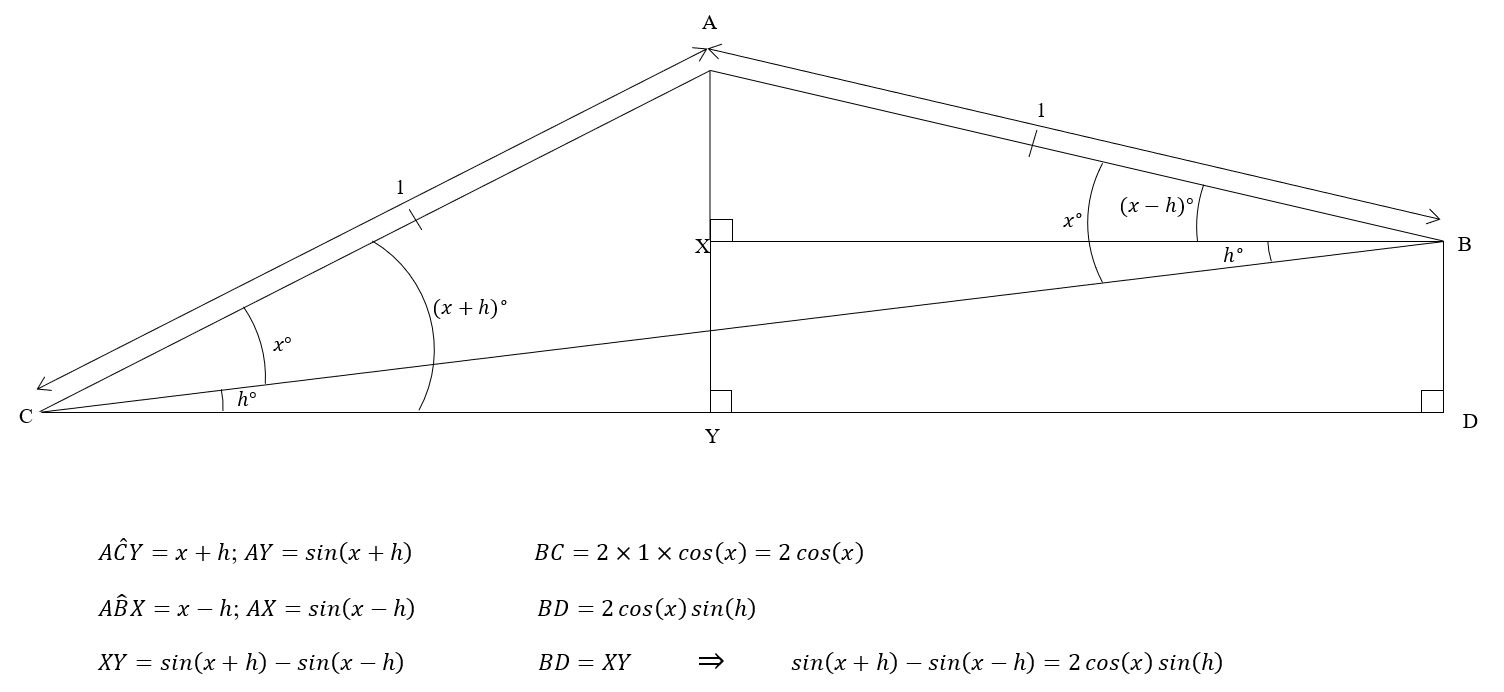 A
1
1
(x − h)°
x°
X
B
h°
(x + h)°
x°
h°
C
D
Y
AĈY = x + h; AY = sin(x + h)
BC = 2 × 1 × cos(x) = 2 cos(x)
AB̂X = x − h; AX = sin(x − h)
BD = 2 cos(x) sin(h)
XY = sin(x + h) − sin(x − h)
BD = XY ⇒ sin(x + h) − sin(x − h) = 2 cos(x) sin(h)